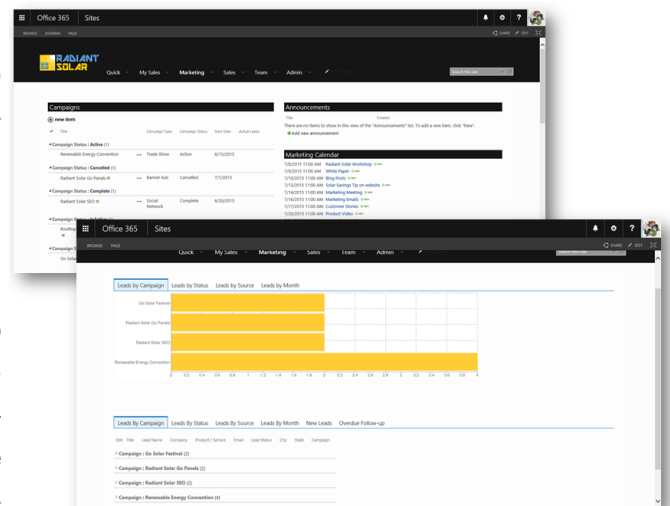 Office 365 Sites
BROWSE PAGE
SHARE EDIT
RADIANT
SOLAR
Quick My Sales Marketing Sales Team Admin
Search this site
Campaigns
new item
Title Campaign Type Campaign Status Start Date Actual Leads
Campaign Status : Active (1)
Renewable Energy Convention ... Trade Show Active 6/15/2015
Campaign Status : Cancelled (1)
Radiant Solar Go Panels ... Banner Ads Cancelled 7/1/2015
Campaign Status : Complete (1)
Radiant Solar SEO ... Social Network Complete 6/20/2015
Announcements
Title Created
There are no items to show in this view of the "Announcements" list. To add a new item, click "New".
Add new announcement
Marketing Calendar
7/6/2015 11:00 AM Radiant Solar Workshop
7/9/2015 11:00 AM White Paper
7/10/2015 11:00 AM Blog Posts
7/13/2015 11:00 AM Solar Savings Tip on website
7/14/2015 11:00 AM Marketing Meeting
7/16/2015 11:00 AM Marketing Emails
7/17/2015 11:00 AM Customer Stories
7/20/2015 11:00 AM Product Video
Office 365 Sites
BROWSE PAGE
SHARE EDIT
Quick My Sales Marketing Sales Team Admin
Leads by Campaign Leads by Status Leads by Source Leads by Month
Go Solar Festival
Radiant Solar Go Panels
Radiant Solar SEO
Renewable Energy Convention
0 0.2 0.4 0.6 0.8 1 1.2 1.4 1.6 1.8 2 2.2 2.4 2.6 2.8 3 3.2 3.4 3.6 3.8 4
Leads By Campaign Leads By Status Leads By Source Leads By Month New Leads Overdue Follow-up
Edit Title Lead Name Company Product / Service Email Lead Status City State Campaign
Campaign : Go Solar Festival (2)
Campaign : Radiant Solar Go Panels (2)
Campaign : Radiant Solar SEO (2)
Campaign : Renewable Energy Convention (4)